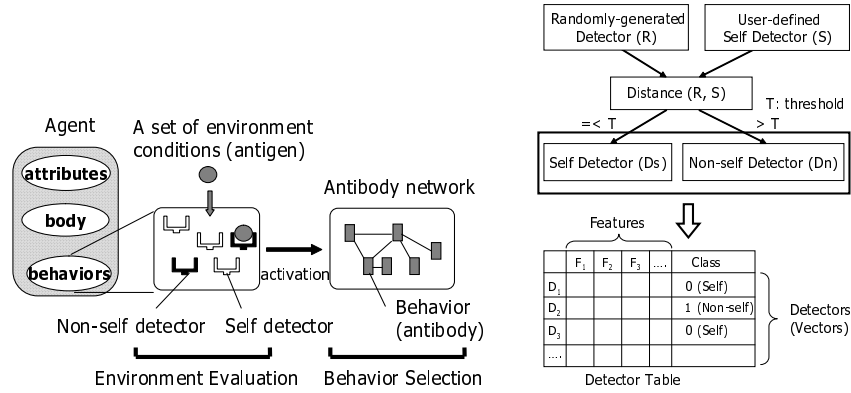 Agent
attributes
body
behaviors
A set of environment
conditions (antigen)
activation
Antibody network
Non-self detector
Self detector
Behavior
(antibody)
Environment Evaluation
Behavior Selection
Randomly-generated
Detector (R)
User-defined
Self Detector (S)
Distance (R, S)
T: threshold
=< T
> T
Self Detector (Ds)
Non-self Detector (Dn)
Features
F1 F2 F3 .... Class
D1 0 (Self)
D2 1 (Non-self)
D3 0 (Self)
....
Detectors
(Vectors)
Detector Table